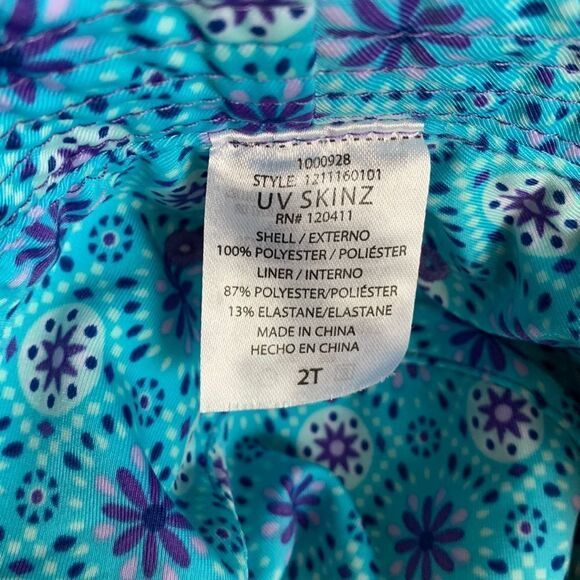 1000928
STYLE: 1211160101
UV SKINZ
RN# 120411
SHELL / EXTERNO
100% POLYESTER / POLIÉSTER
LINER / INTERNO
87% POLYESTER/POLIÉSTER
13% ELASTANE/ELASTANE
MADE IN CHINA
HECHO EN CHINA
2T